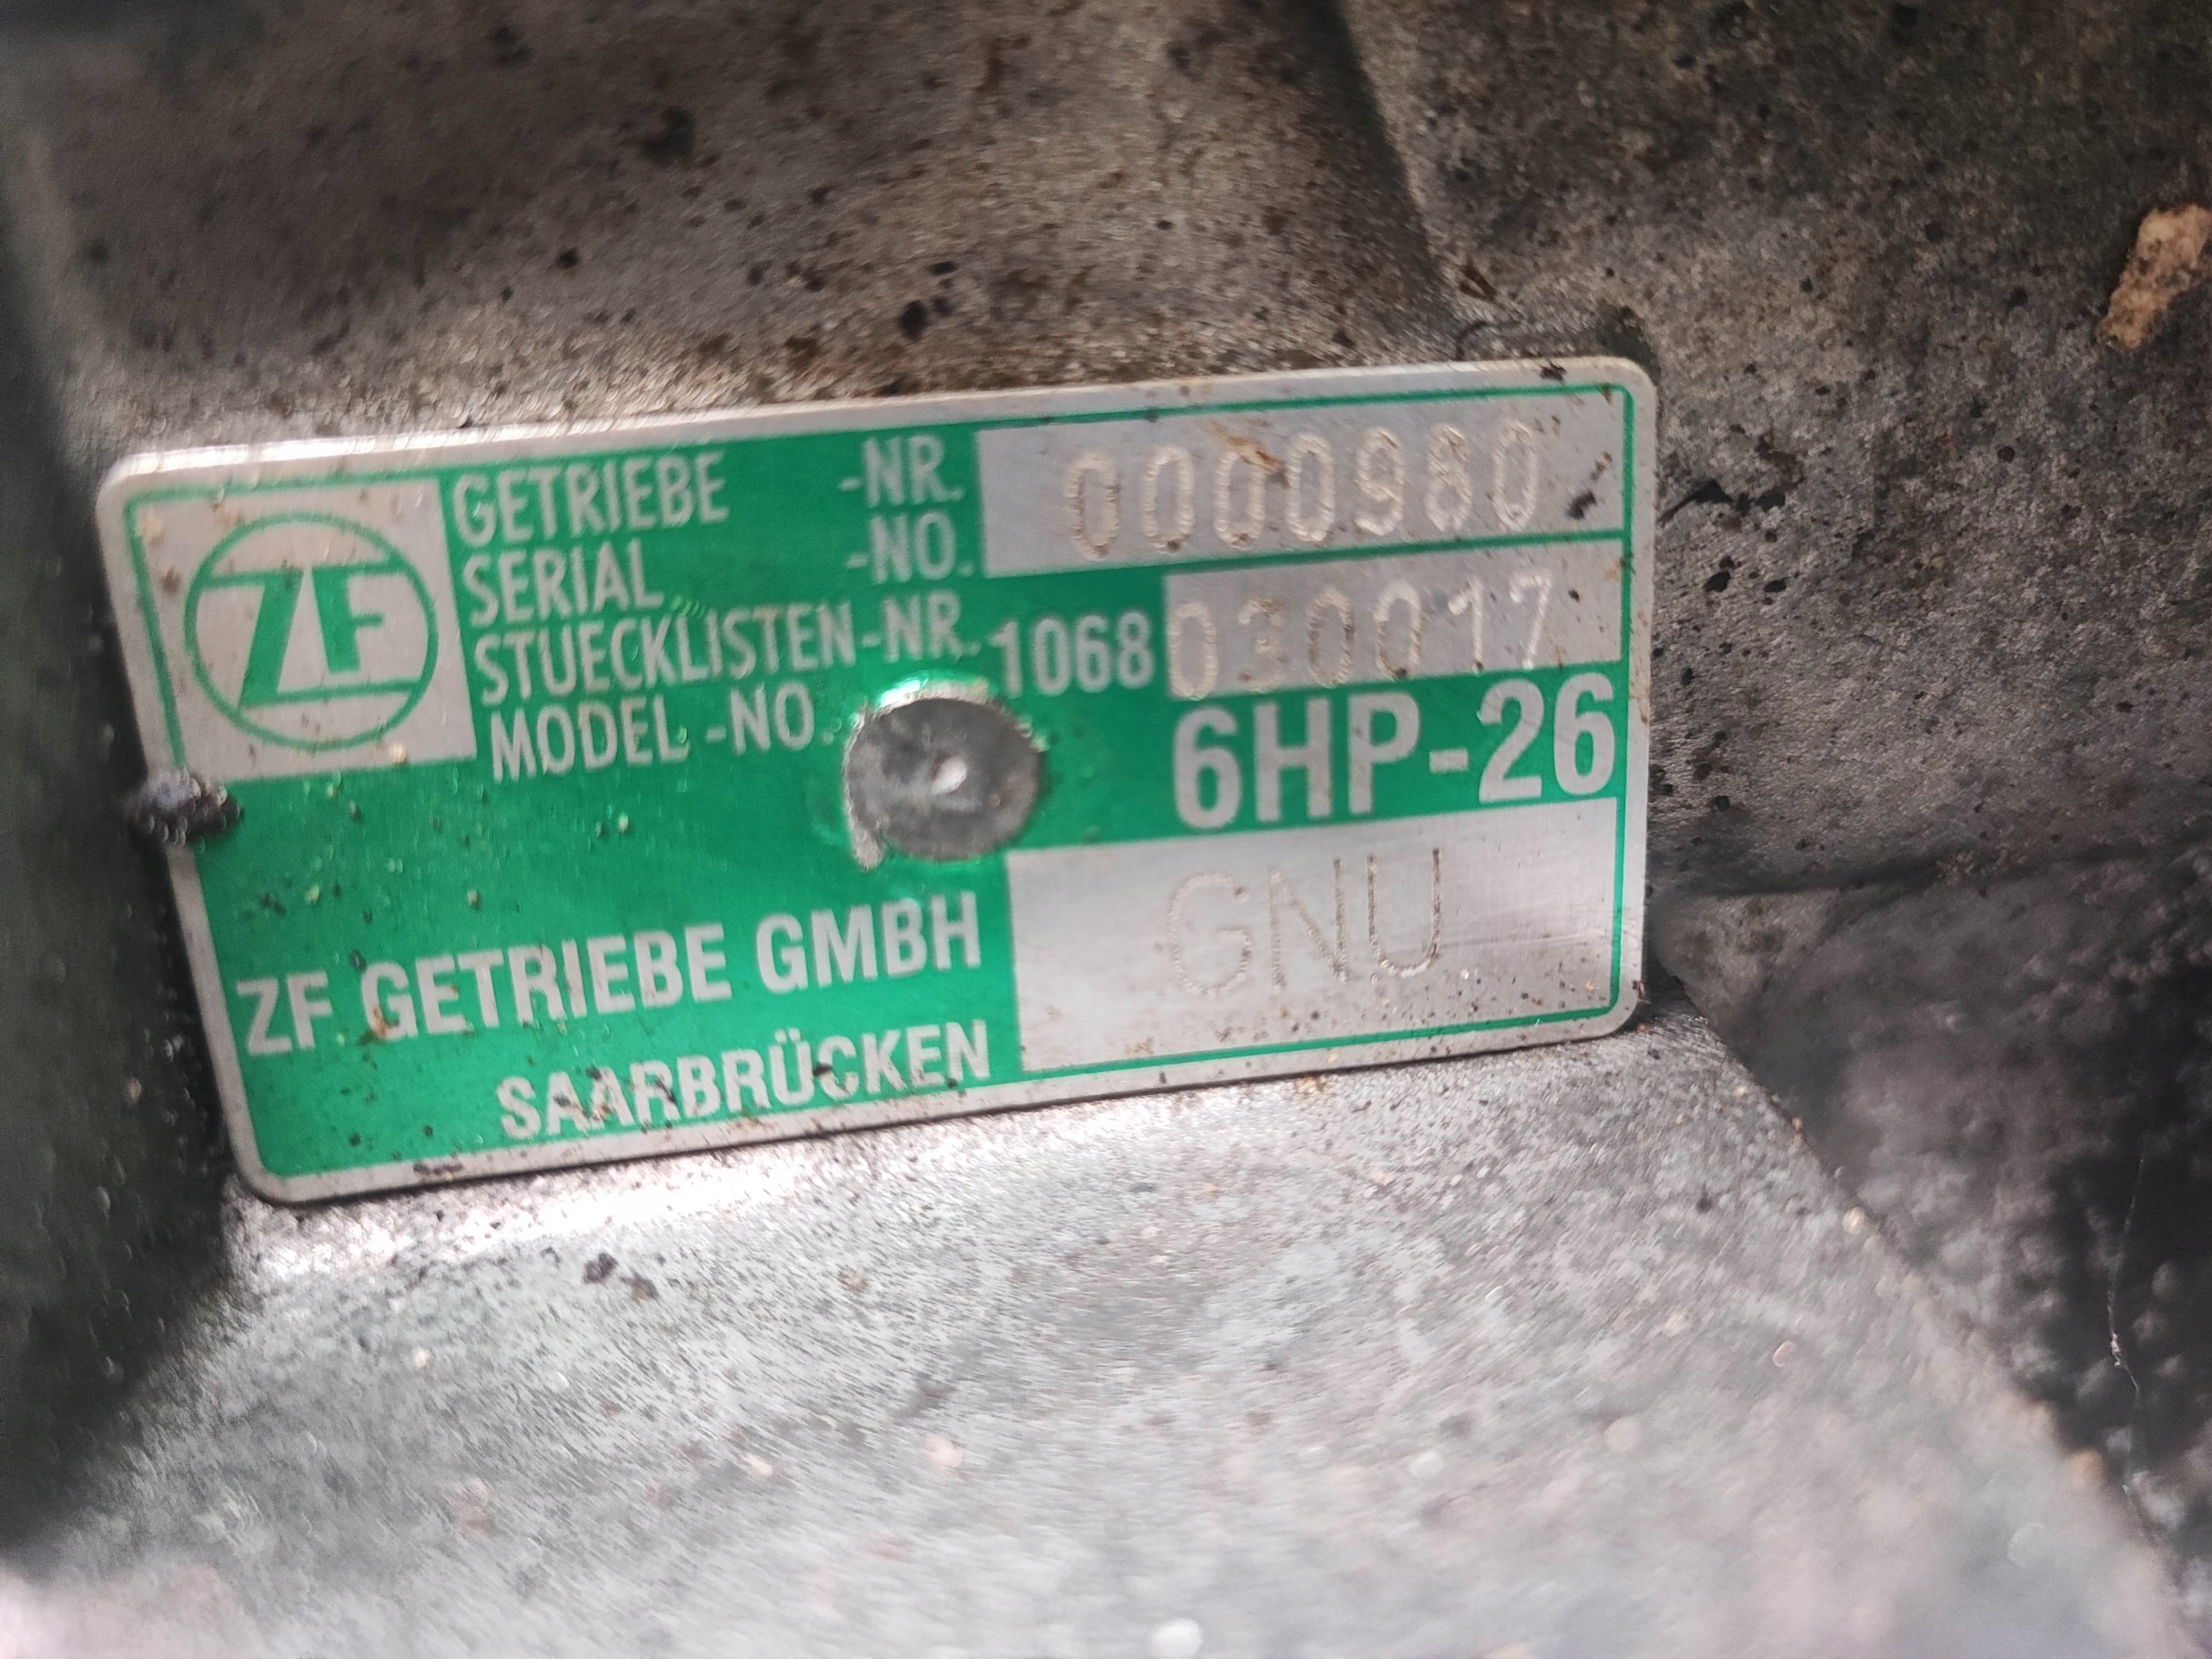 ZF
GETRIEBE -NR. 0000980
SERIAL -NO.
STUECKLISTEN-NR. 1068 030017
MODEL -NO. 6HP-26
GNU
ZF GETRIEBE GMBH
SAARBRÜCKEN